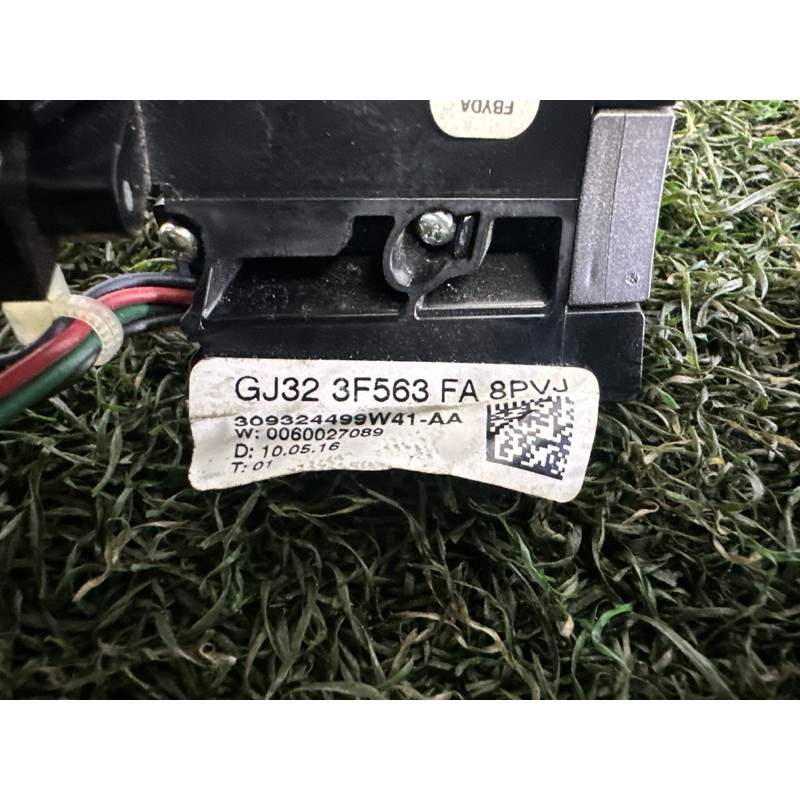 FBYDA
GJ32 3F563 FA 8PVJ
309324499W41-AA
W: 0060027089
D: 10.05.16
T: 01